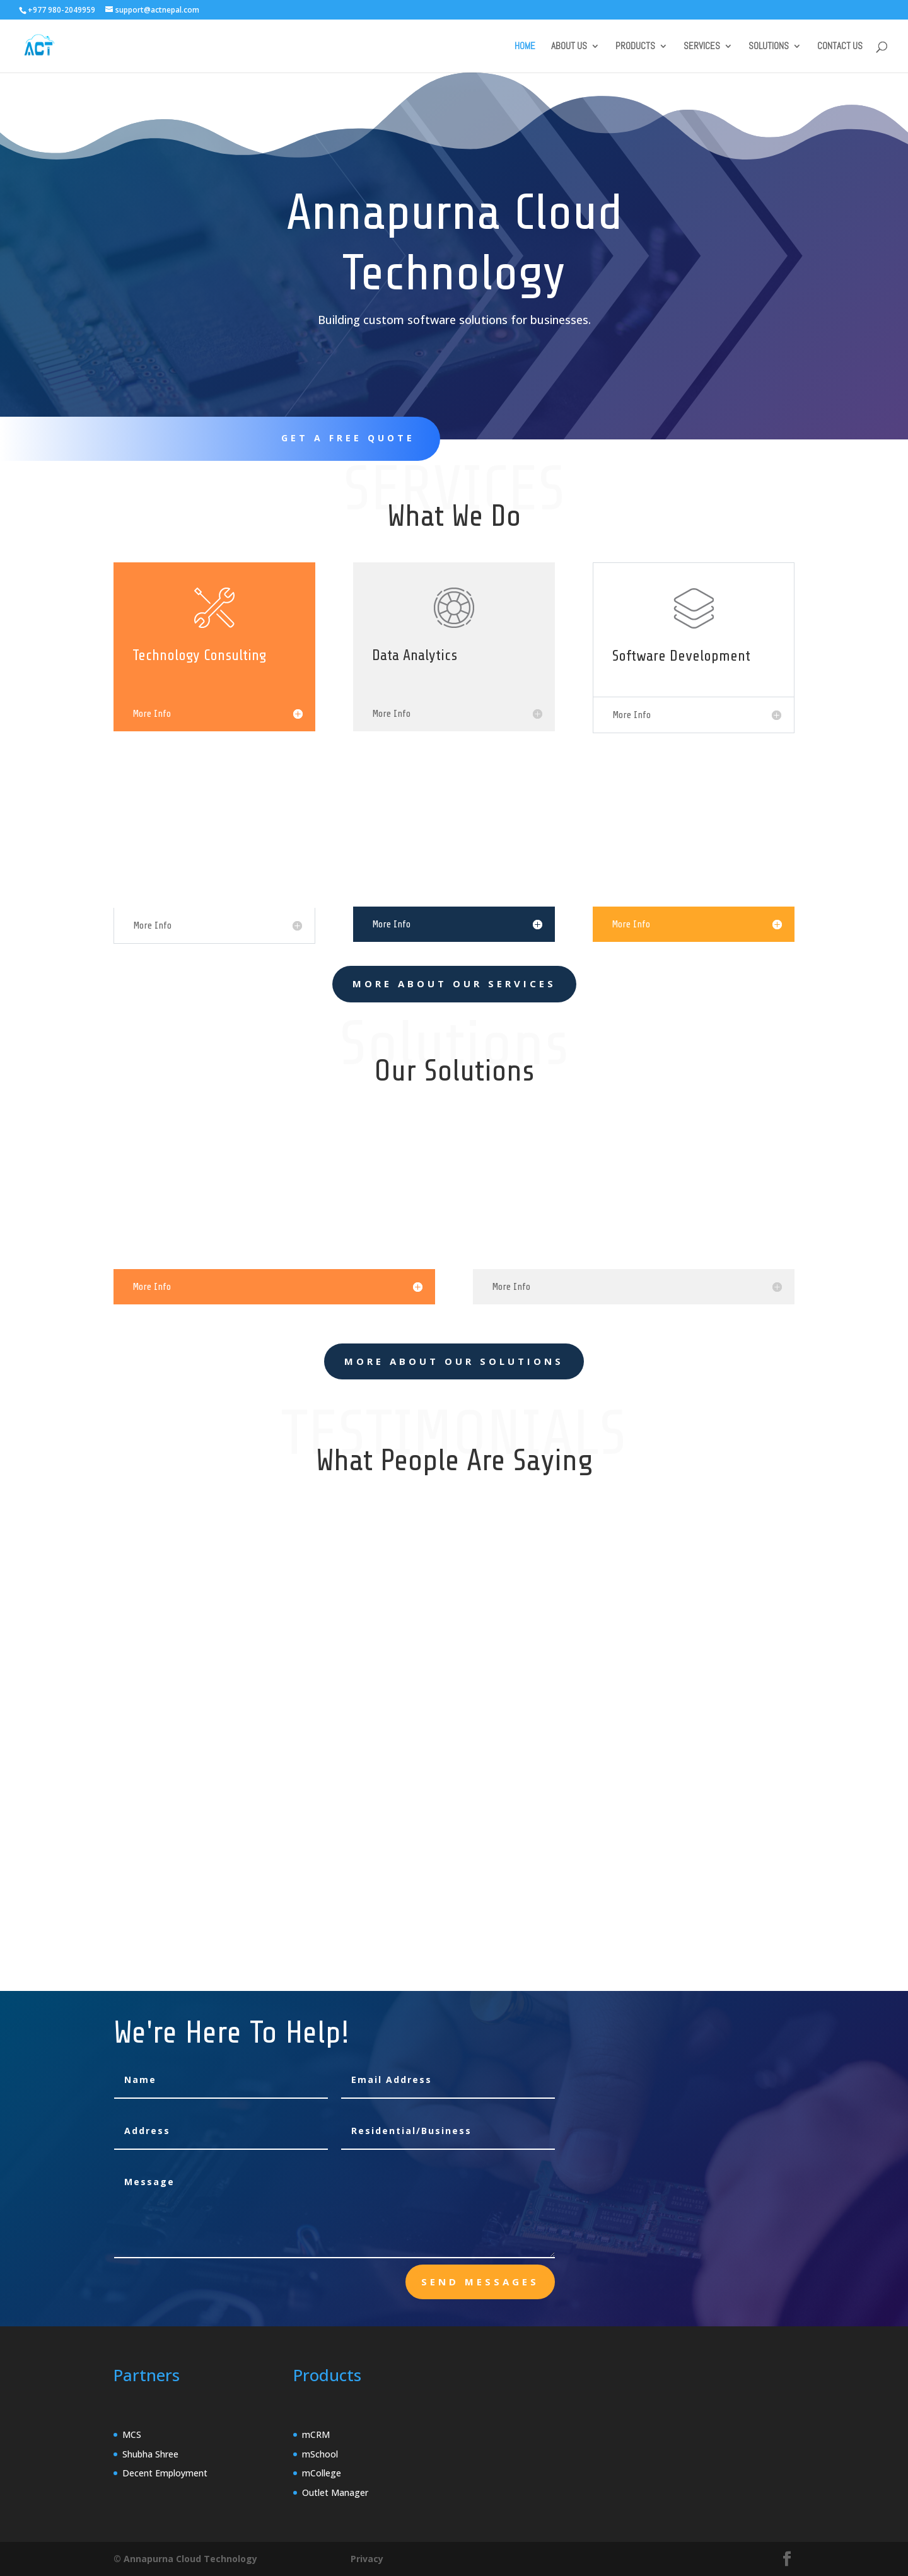 +977 980-2049959 support@actnepal.com
ACT
HOME ABOUT US PRODUCTS SERVICES SOLUTIONS CONTACT US
Annapurna Cloud
Technology
Building custom software solutions for businesses.
GET A FREE QUOTE
SERVICES
What We Do
Technology Consulting
More Info
Data Analytics
More Info
Software Development
More Info
More Info
More Info
More Info
MORE ABOUT OUR SERVICES
Solutions
Our Solutions
More Info
More Info
MORE ABOUT OUR SOLUTIONS
TESTIMONIALS
What People Are Saying
We're Here To Help!
Name
Email Address
Address
Residential/Business
Message
SEND MESSAGES
Partners
MCS
Shubha Shree
Decent Employment
Products
mCRM
mSchool
mCollege
Outlet Manager
© Annapurna Cloud Technology
Privacy